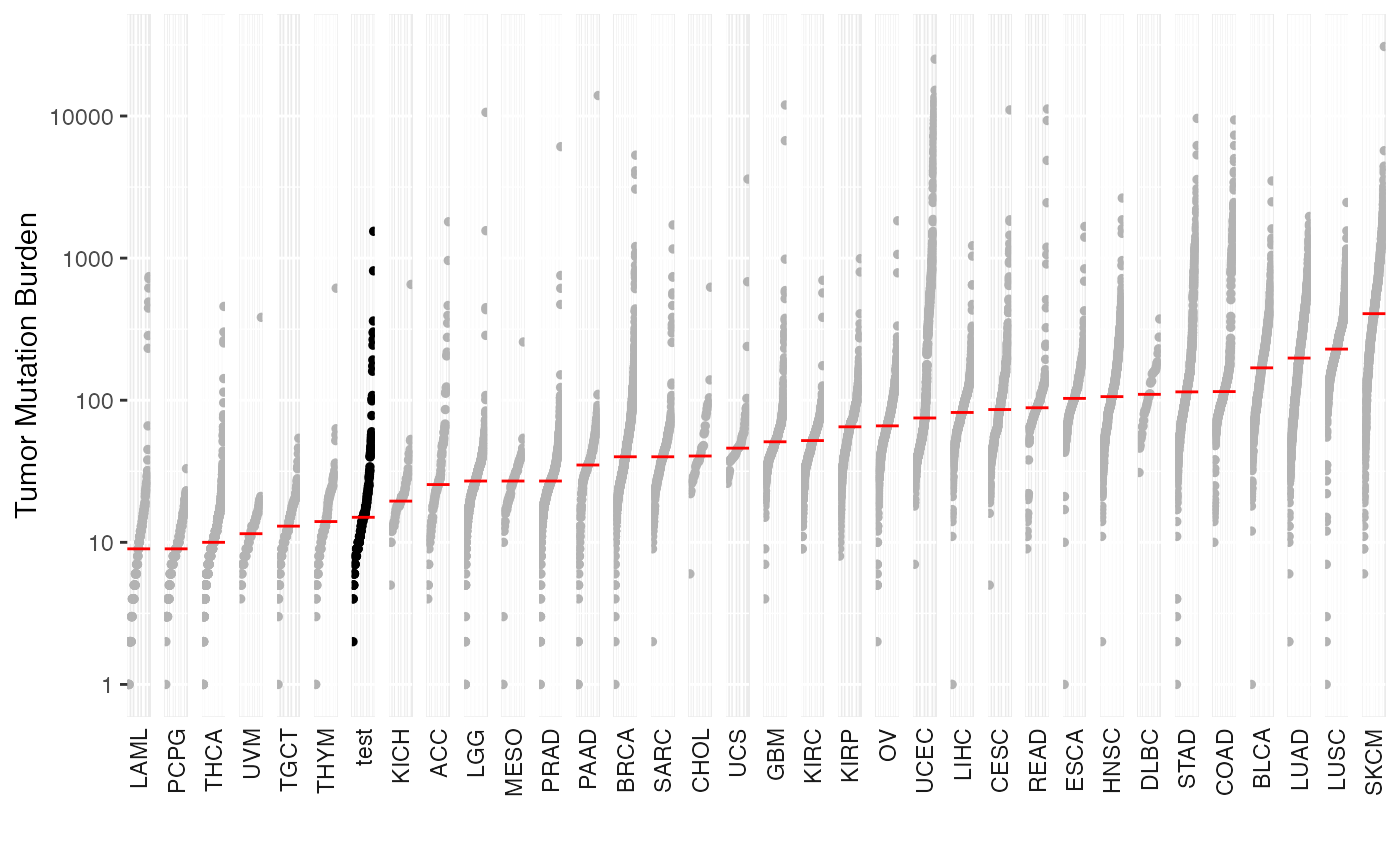 Tumor Mutation Burden
10000
1000
100
10
1
LAML
PCPG
THCA
UVM
TGCT
THYM
test
KICH
ACC
LGG
MESO
PRAD
PAAD
BRCA
SARC
CHOL
UCS
GBM
KIRC
KIRP
OV
UCEC
LIHC
CESC
READ
ESCA
HNSC
DLBC
STAD
COAD
BLCA
LUAD
LUSC
SKCM